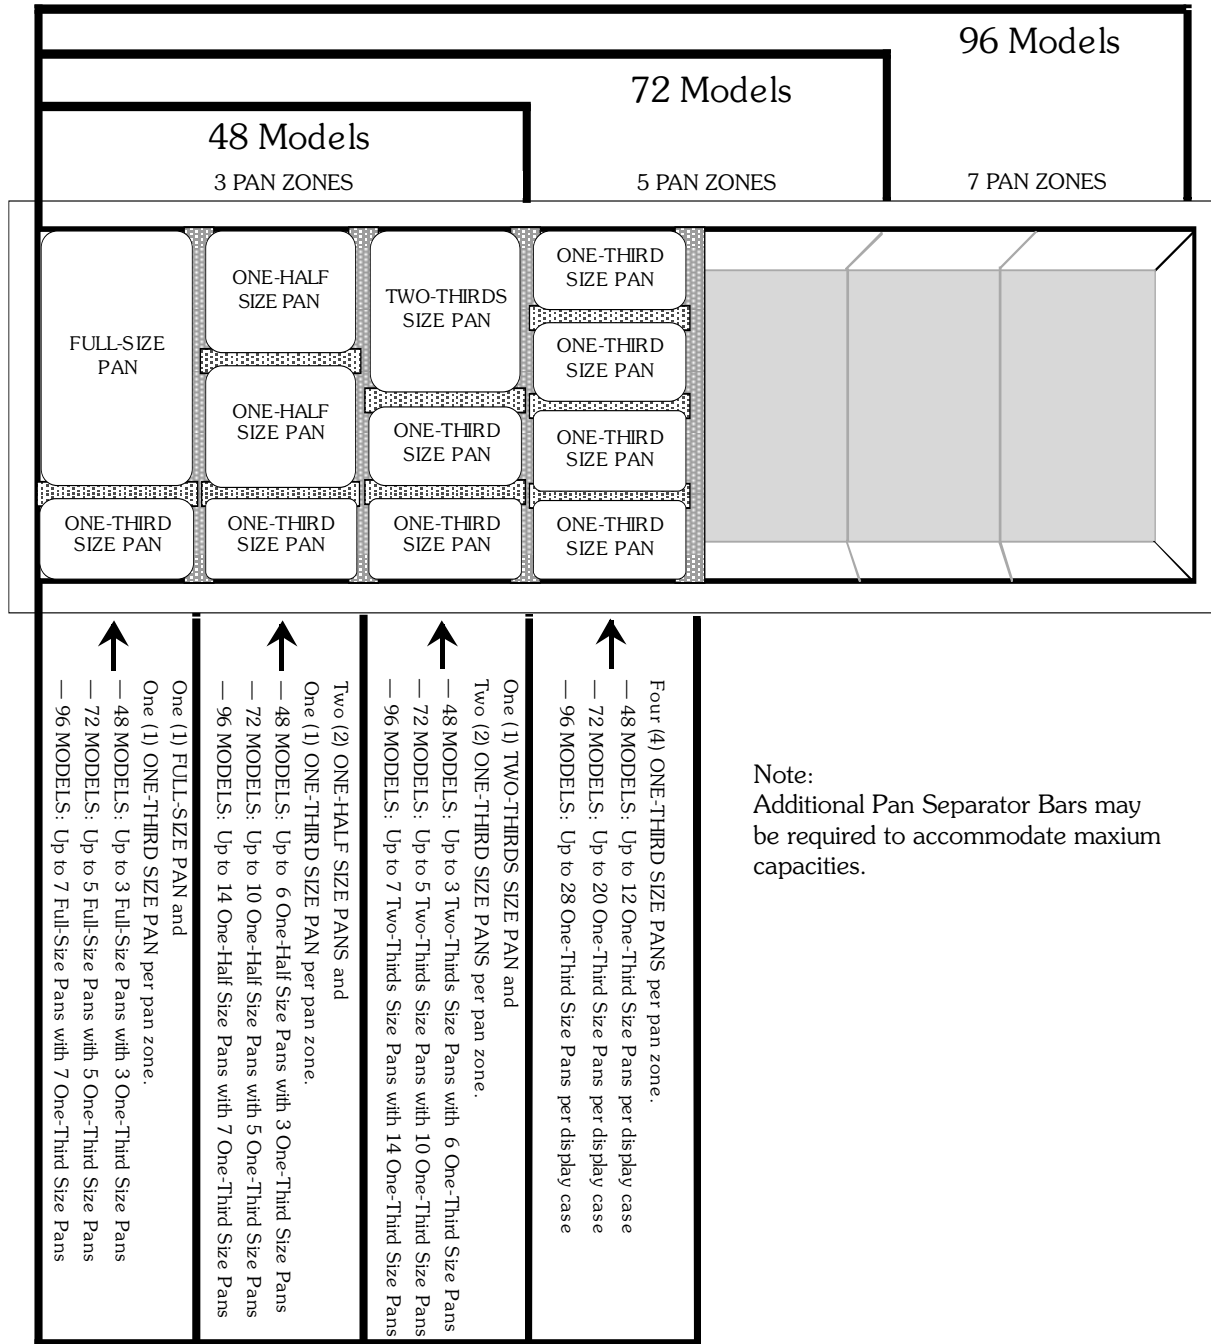 96 Models
72 Models
48 Models
3 PAN ZONES
5 PAN ZONES
7 PAN ZONES
FULL-SIZE
PAN
ONE-THIRD
SIZE PAN
ONE-HALF
SIZE PAN
ONE-HALF
SIZE PAN
ONE-THIRD
SIZE PAN
TWO-THIRDS
SIZE PAN
ONE-THIRD
SIZE PAN
ONE-THIRD
SIZE PAN
ONE-THIRD
SIZE PAN
ONE-THIRD
SIZE PAN
ONE-THIRD
SIZE PAN
ONE-THIRD
SIZE PAN
One (1) FULL-SIZE PAN and
One (1) ONE-THIRD SIZE PAN per pan zone.
— 48 MODELS: Up to 3 Full-Size Pans with 3 One-Third Size Pans
— 72 MODELS: Up to 5 Full-Size Pans with 5 One-Third Size Pans
— 96 MODELS: Up to 7 Full-Size Pans with 7 One-Third Size Pans
Two (2) ONE-HALF SIZE PANS and
One (1) ONE-THIRD SIZE PAN per pan zone.
— 48 MODELS: Up to 6 One-Half Size Pans with 3 One-Third Size Pans
— 72 MODELS: Up to 10 One-Half Size Pans with 5 One-Third Size Pans
— 96 MODELS: Up to 14 One-Half Size Pans with 7 One-Third Size Pans
One (1) TWO-THIRDS SIZE PAN and
Two (2) ONE-THIRD SIZE PANS per pan zone.
— 48 MODELS: Up to 3 Two-Thirds Size Pans with 6 One-Third Size Pans
— 72 MODELS: Up to 5 Two-Thirds Size Pans with 10 One-Third Size Pans
— 96 MODELS: Up to 7 Two-Thirds Size Pans with 14 One-Third Size Pans
Four (4) ONE-THIRD SIZE PANS per pan zone.
— 48 MODELS: Up to 12 One-Third Size Pans per display case
— 72 MODELS: Up to 20 One-Third Size Pans per display case
— 96 MODELS: Up to 28 One-Third Size Pans per display case
Note:
Additional Pan Separator Bars may
be required to accommodate maxium
capacities.